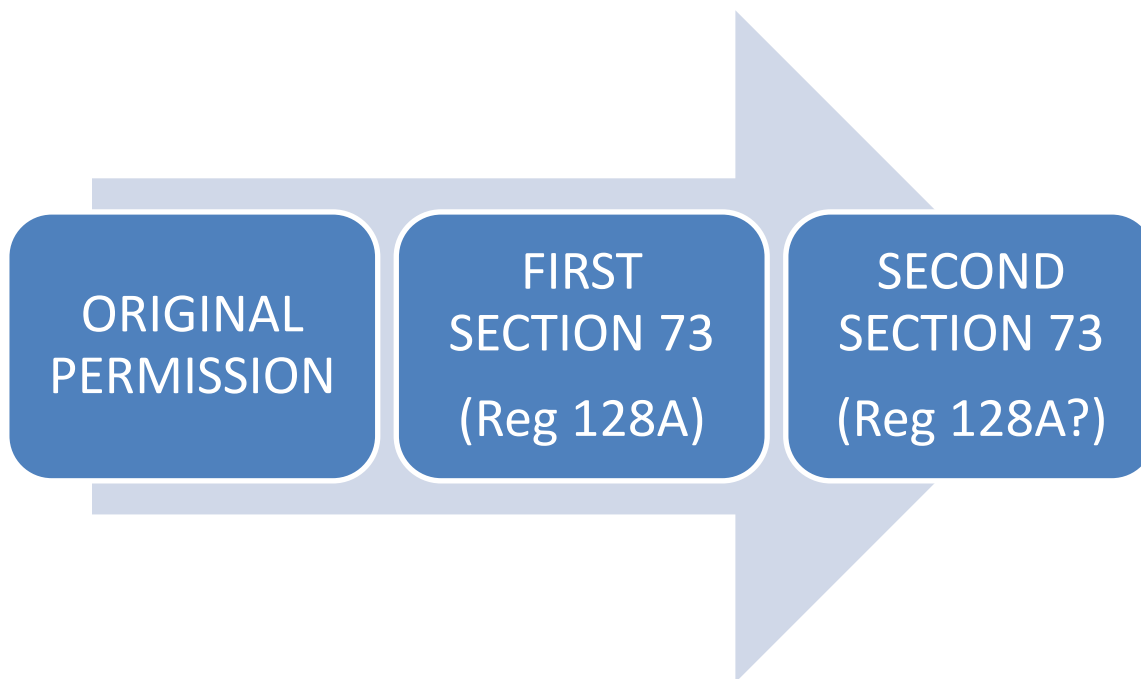 ORIGINAL
PERMISSION
FIRST
SECTION 73
(Reg 128A)
SECOND
SECTION 73
(Reg 128A?)